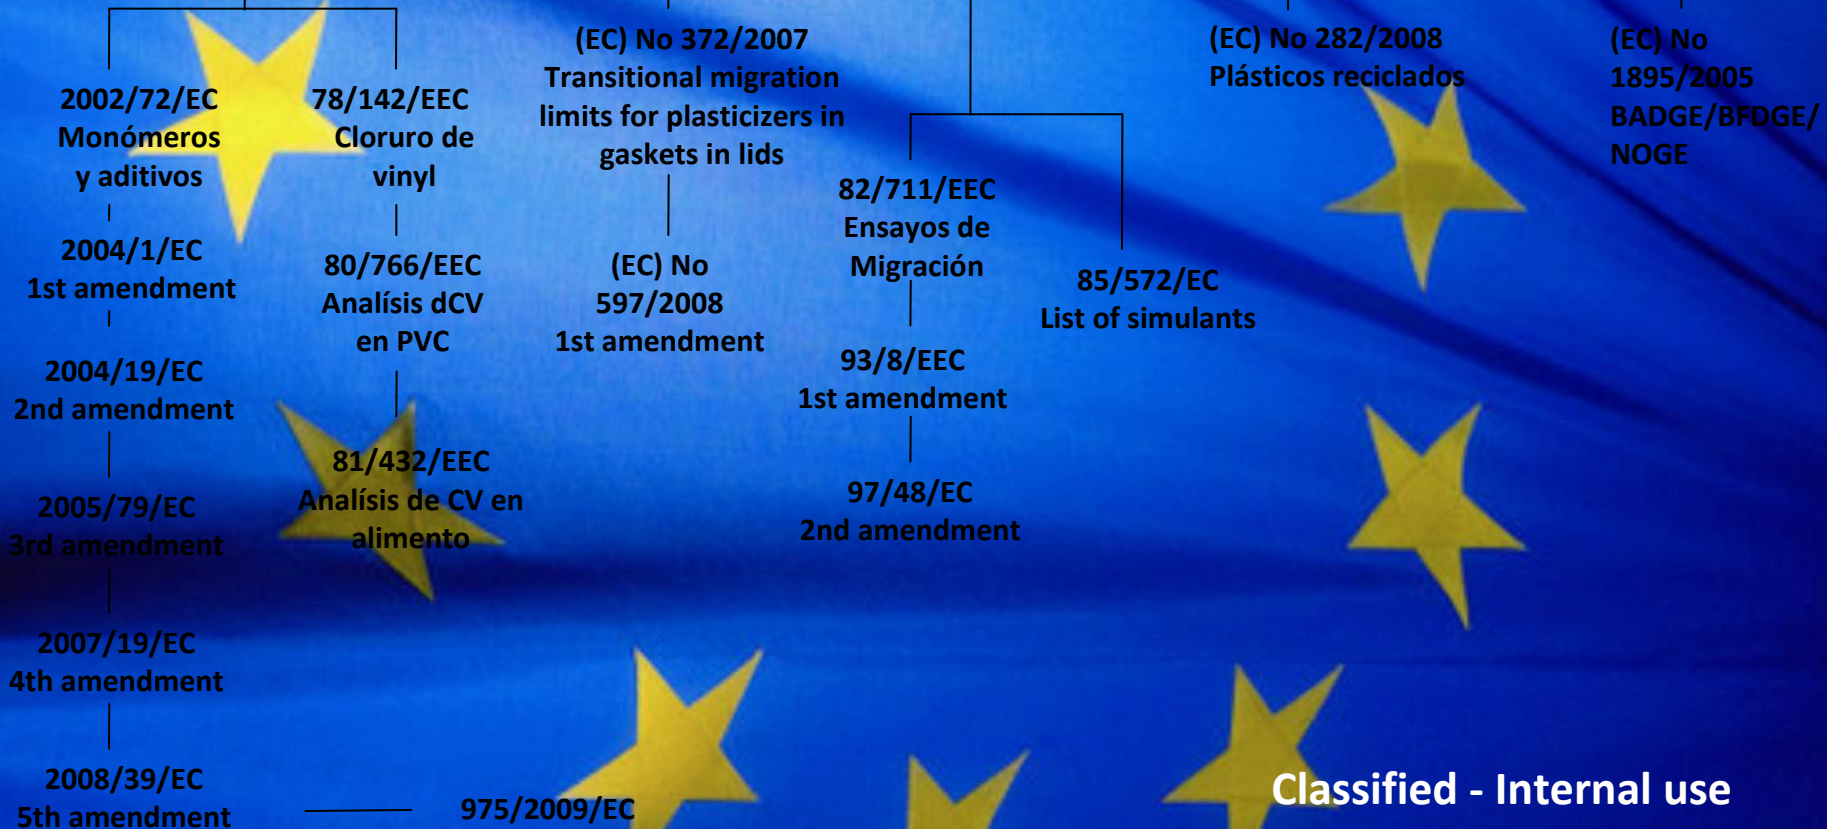 2002/72/EC
Monómeros
y aditivos
2004/1/EC
1st amendment
2004/19/EC
2nd amendment
2005/79/EC
3rd amendment
2007/19/EC
4th amendment
2008/39/EC
5th amendment
975/2009/EC
78/142/EEC
Cloruro de
vinyl
80/766/EEC
Analísis dCV
en PVC
81/432/EEC
Analísis de CV en
alimento
(EC) No 372/2007
Transitional migration
limits for plasticizers in
gaskets in lids
(EC) No
597/2008
1st amendment
82/711/EEC
Ensayos de
Migración
93/8/EEC
1st amendment
97/48/EC
2nd amendment
85/572/EC
List of simulants
(EC) No 282/2008
Plásticos reciclados
(EC) No
1895/2005
BADGE/BFDGE/
NOGE
Classified - Internal use